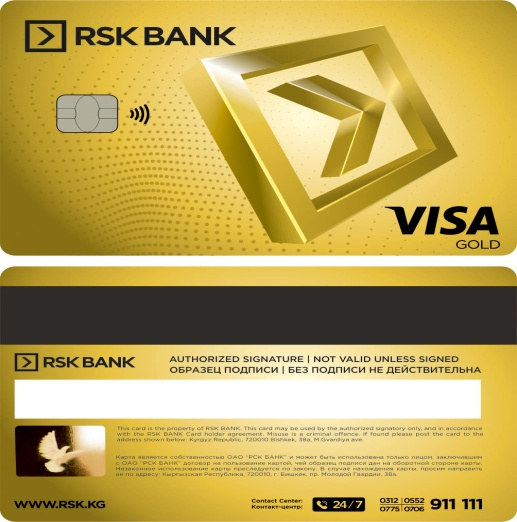 RSK BANK
VISA
GOLD
RSK BANK
AUTHORIZED SIGNATURE | NOT VALID UNLESS SIGNED
ОБРАЗЕЦ ПОДПИСИ | БЕЗ ПОДПИСИ НЕ ДЕЙСТВИТЕЛЬНА
This card is the property of RSK BANK. This card may be used by the authorized signatory only, and in accordance
with the RSK BANK Card holder agreement. Misuse is a criminal offence. If found please post the card to the
address shown below: Kyrgyz Republic, 720010 Bishkek, 38a, M.Gvardiya ave.
Карта является собственностью ОАО "РСК БАНК" и может быть использована только лицом, заключившим
с ОАО "РСК БАНК" договор на пользование картой, чей образец подписи дан на оборотной стороне карты.
Незаконное использование карты преследуется по закону. В случае нахождения карты, просим направить
ее по адресу: Кыргызская Республика, 720010, г. Бишкек, пр. Молодой Гвардии, 38а.
WWW.RSK.KG
Contact Center:
Контакт-центр:
24/7
0312 | 0552
0775 | 0706
911 111